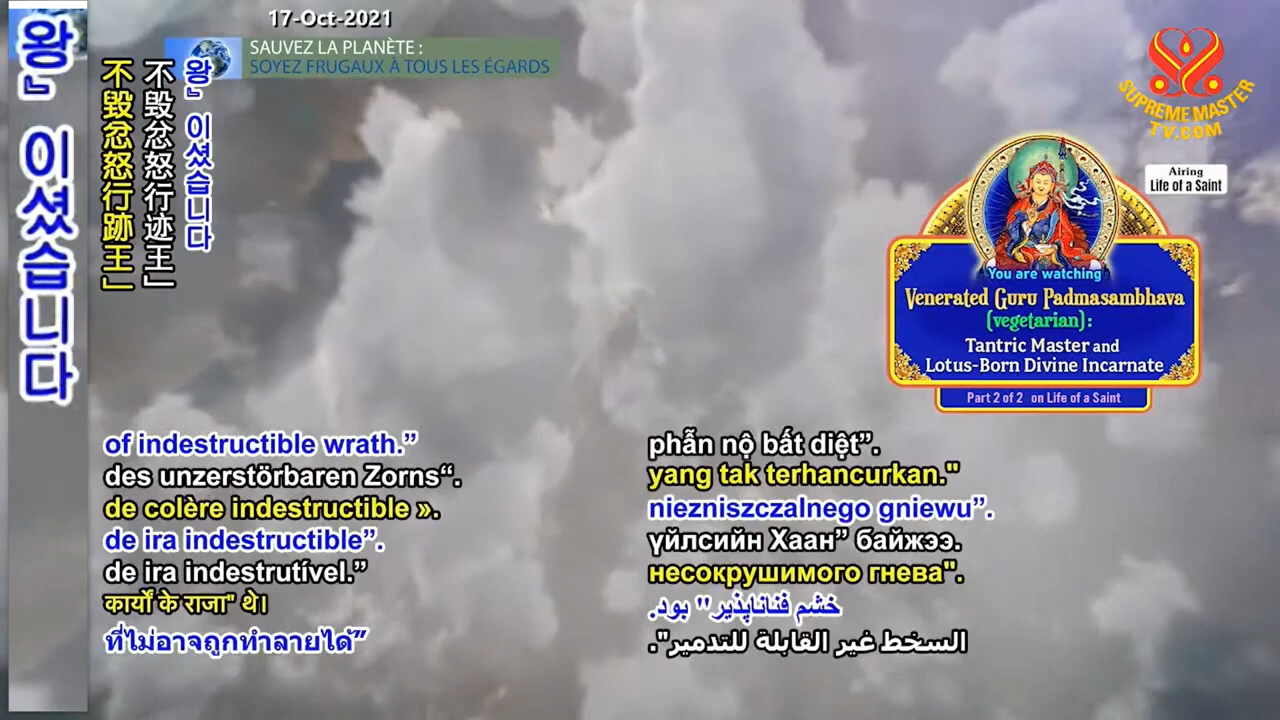 17-Oct-2021
SAUVEZ LA PLANÈTE :
SOYEZ FRUGAUX À TOUS LES ÉGARDS
왕」 이셨습니다
不毁忿怒行迹王」
不毀忿怒行跡王」
왕」 이셨습니다
SUPREME MASTER
TV.COM
Airing
Life of a Saint
You are watching
Venerated Guru Padmasambhava
(vegetarian):
Tantric Master and
Lotus-Born Divine Incarnate
Part 2 of 2 on Life of a Saint
of indestructible wrath.”
des unzerstörbaren Zorns“.
de colère indestructible ».
de ira indestructible”.
de ira indestrutível.”
कार्यों के राजा" थे।
ที่ไม่อาจถูกทำลายได้”
phẫn nộ bất diệt”.
yang tak terhancurkan."
niezniszczalnego gniewu”.
үйлсийн Хаан” байжээ.
несокрушимого гнева".
خشم فناناپذیر" بود.
السخط غير القابلة للتدمير".